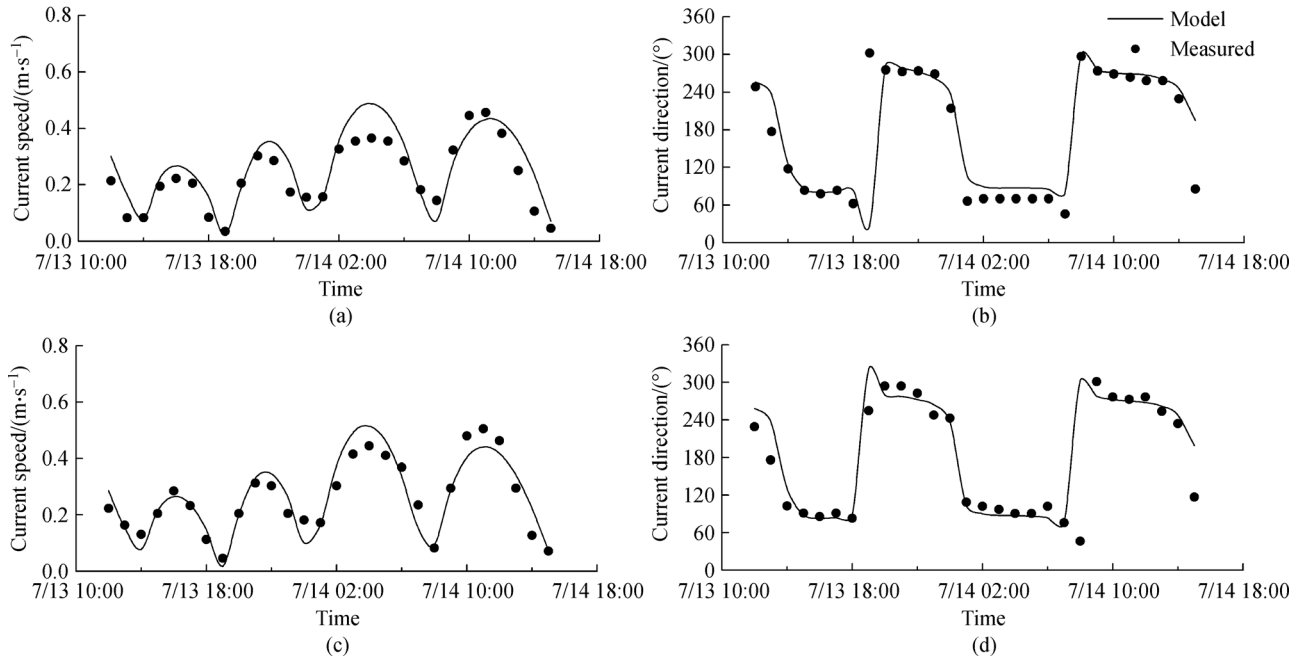 Current speed/(m·s⁻¹)
0.8
0.6
0.4
0.2
0.0
7/13 10:00 7/13 18:00 7/14 02:00 7/14 10:00 7/14 18:00
Time
(a)
Current direction/(°)
360
300
240
180
120
60
0
Model
Measured
7/13 10:00 7/13 18:00 7/14 02:00 7/14 10:00 7/14 18:00
Time
(b)
Current speed/(m·s⁻¹)
0.8
0.6
0.4
0.2
0.0
7/13 10:00 7/13 18:00 7/14 02:00 7/14 10:00 7/14 18:00
Time
(c)
Current direction/(°)
360
300
240
180
120
60
0
7/13 10:00 7/13 18:00 7/14 02:00 7/14 10:00 7/14 18:00
Time
(d)